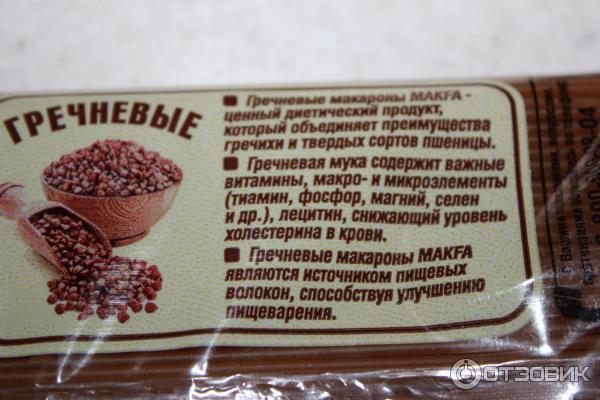 ГРЕЧНЕВЫЕ
Гречневые макароны MAKFA -
ценный диетический продукт,
который объединяет преимущества
гречихи и твердых сортов пшеницы.
Гречневая мука содержит важные
витамины, макро- и микроэлементы
(тиамин, фосфор, магний, селен
и др.), лецитин, снижающий уровень
холестерина в крови.
Гречневые макароны MAKFA
являются источником пищевых
волокон, способствуя улучшению
пищеварения.
ОТЗОВИК